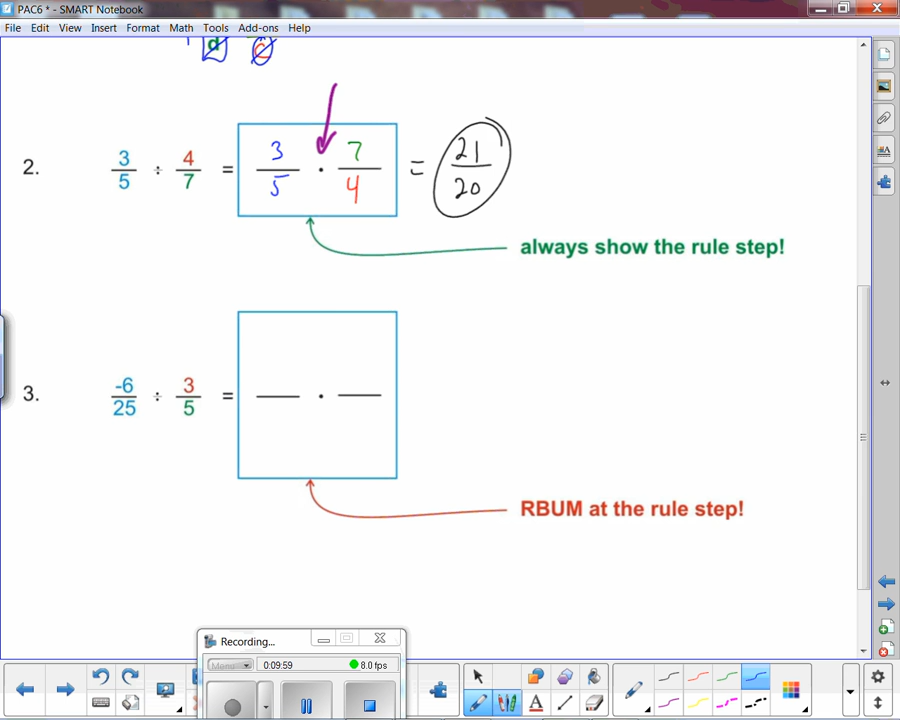 PAC6 * - SMART Notebook
File Edit View Insert Format Math Tools Add-ons Help
d c
2. 3/5 ÷ 4/7 = 3/5 · 7/4 = 21/20
always show the rule step!
3. -6/25 ÷ 3/5 = — · —
RBUM at the rule step!
Recording...
Menu 0:09:59 8.0 fps